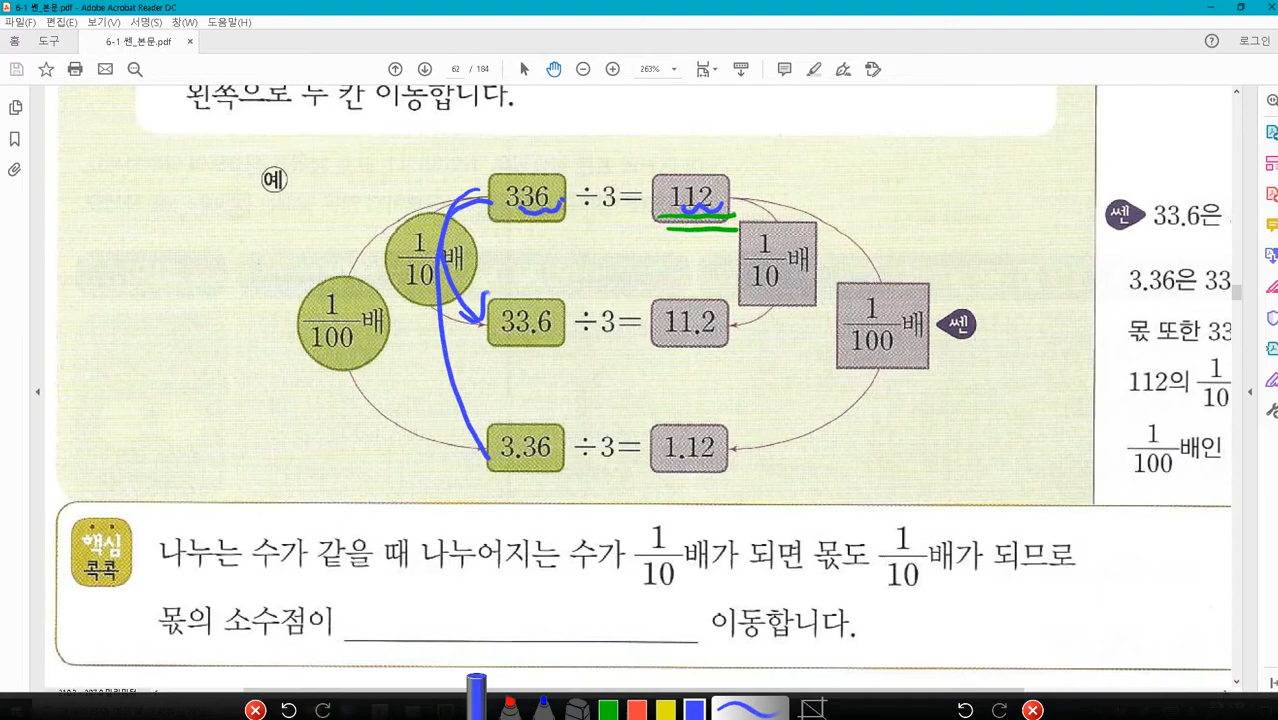 6-1 쎈_본문.pdf - Adobe Acrobat Reader DC
파일(F) 편집(E) 보기(V) 서명(S) 창(W) 도움말(H)
홈 도구 6-1 쎈_본문.pdf × 로그인
62 / 184 263%
왼쪽으로 두 칸 이동합니다.
예
336 ÷3= 112
1/10배 1/10배
1/100배 1/100배 쎈
33.6 ÷3= 11.2
3.36 ÷3= 1.12
쎈 33.6은
3.36은 33
몫 또한 33
112의 1/10
1/100배인
핵심
콕콕
나누는 수가 같을 때 나누어지는 수가 1/10배가 되면 몫도 1/10배가 되므로
몫의 소수점이 ______ 이동합니다.